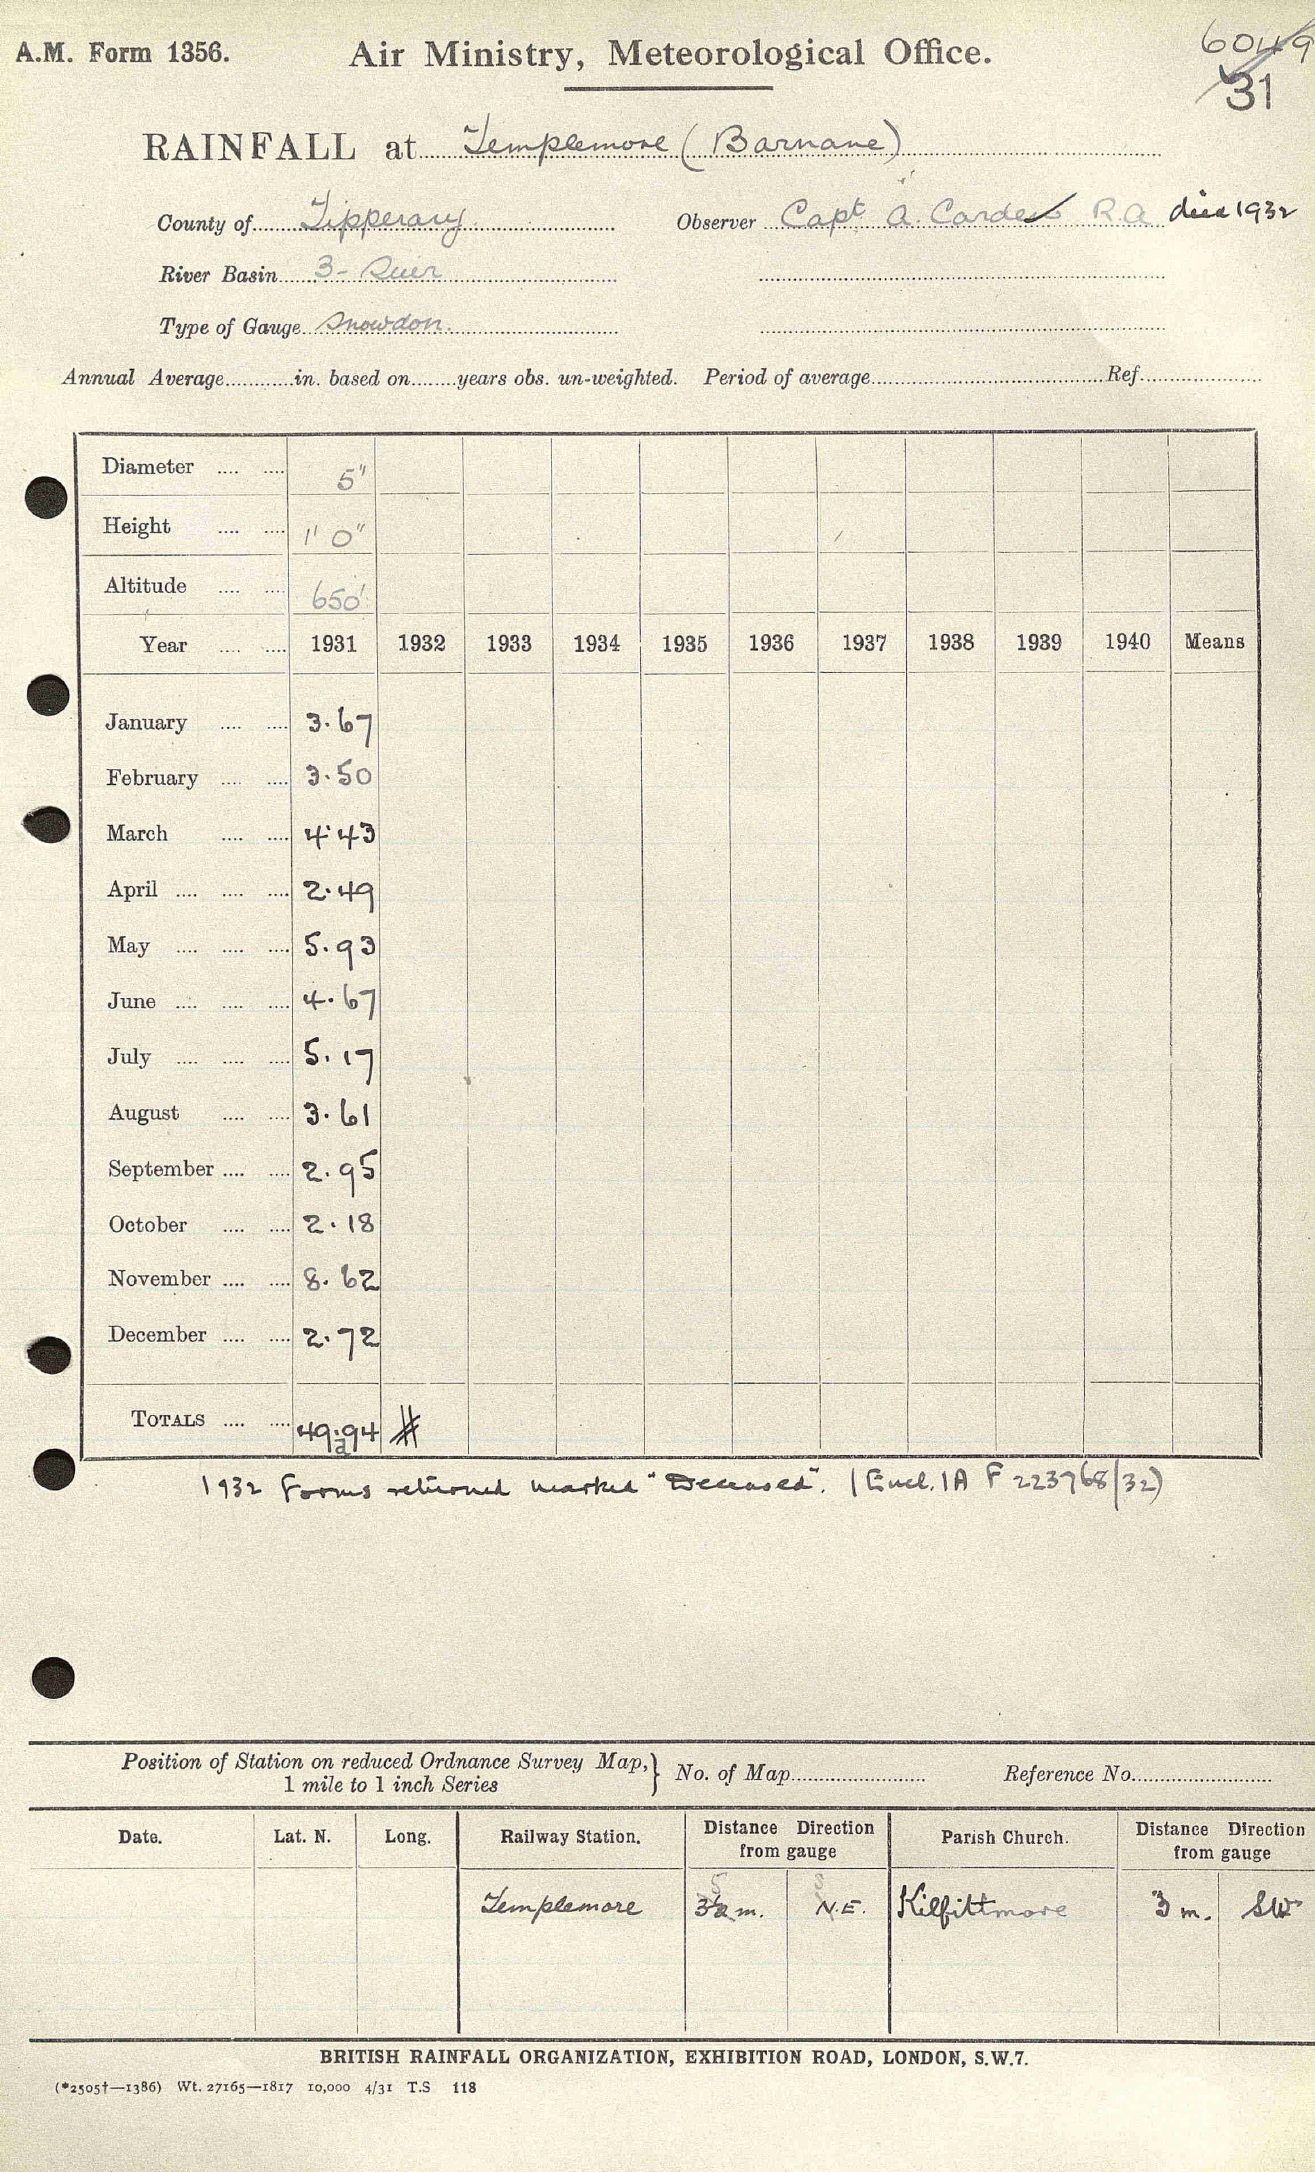 A.M. Form 1356.
Air Ministry, Meteorological Office.
6049
31
RAINFALL at Templemore (Barnane)
County of Tipperary
Observer Capt. A. Carden R.A. died 1932
River Basin 3 - Suir
Type of Gauge Snowdon.
Annual Average............in. based on........years obs. un-weighted. Period of average............Ref............
Diameter .... .... 5"
Height .... .... 1' 0"
Altitude .... .... 650'
Year .... .... 1931 1932 1933 1934 1935 1936 1937 1938 1939 1940 Means
January .... .... 3.67
February .... .... 3.50
March .... .... 4.43
April .... .... .... 2.49
May .... .... .... 5.93
June .... .... .... 4.67
July .... .... .... 5.17
August .... .... 3.61
September .... .... 2.95
October .... .... 2.18
November .... .... 8.62
December .... .... 2.72
TOTALS .... .... 49.94 #
a
1932 Forms returned marked "Deceased". (Encl. 1A F 223768/32)
Position of Station on reduced Ordnance Survey Map, } No. of Map............ Reference No............
1 mile to 1 inch Series
Date. Lat. N. Long. Railway Station. Distance Direction from gauge Parish Church. Distance Direction from gauge
Templemore 3½ m. N.E. Kilfittmore 3 m. SW
BRITISH RAINFALL ORGANIZATION, EXHIBITION ROAD, LONDON, S.W.7.
(*2505†—1386) Wt. 27165—1817 10,000 4/31 T.S 118